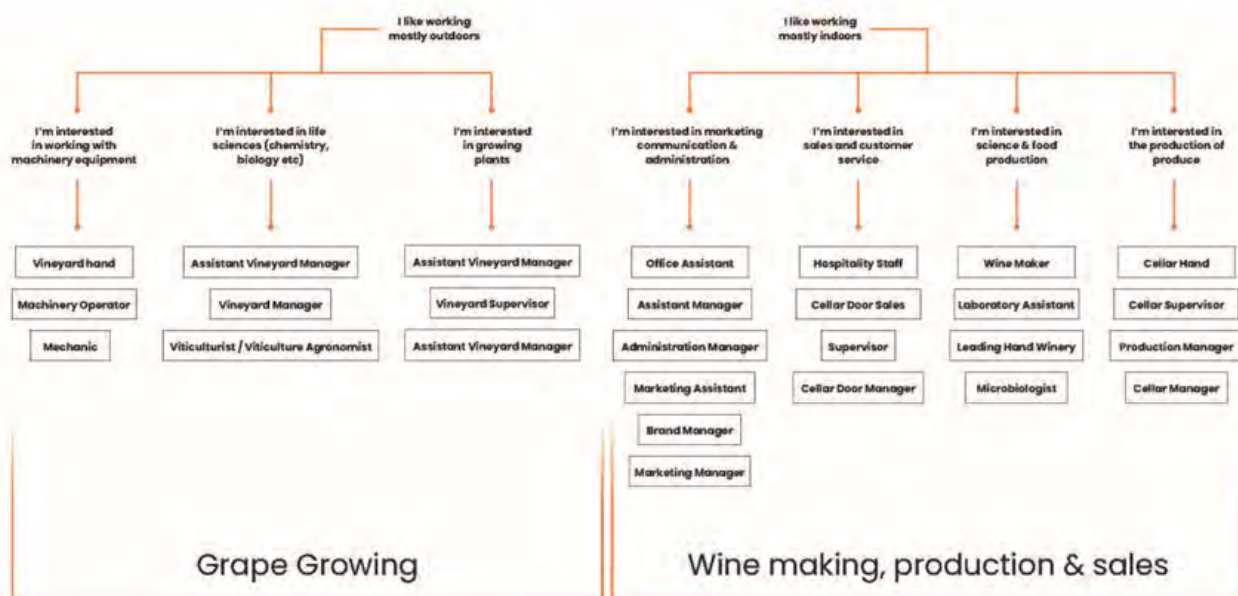 I like working
mostly outdoors
I like working
mostly indoors
I'm interested
in working with
machinery equipment
I'm interested in life
sciences (chemistry,
biology etc)
I'm interested
in growing
plants
I'm interested in marketing
communication &
administration
I'm interested in
sales and customer
service
I'm interested in
science & food
production
I'm interested in
the production of
produce
Vineyard hand
Machinery Operator
Mechanic
Assistant Vineyard Manager
Vineyard Manager
Viticulturist / Viticulture Agronomist
Assistant Vineyard Manager
Vineyard Supervisor
Assistant Vineyard Manager
Office Assistant
Assistant Manager
Administration Manager
Marketing Assistant
Brand Manager
Marketing Manager
Hospitality Staff
Cellar Door Sales
Supervisor
Cellar Door Manager
Wine Maker
Laboratory Assistant
Leading Hand Winery
Microbiologist
Cellar Hand
Cellar Supervisor
Production Manager
Cellar Manager
Grape Growing
Wine making, production & sales